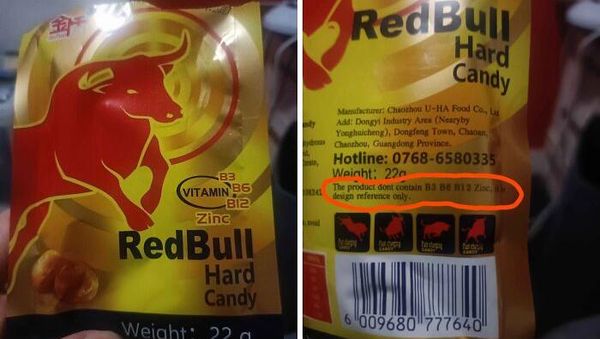 VITAMIN
B3
B6
B12
Zinc
RedBull
Hard
Candy
Weight: 22 g
RedBull
Hard
Candy
Manufacturer: Chaozhou U-HA Food Co.,
Add: Dongyi Industry Area (Nearyby
Yonghuicheng), Dongfeng Town, Chaoan,
Chaozhou, Guangdong Province.
Hotline: 0768-6580335
Weight: 22g
The product dont contain B3 B6 B12 Zinc,
design reference only.
6 009680 777640